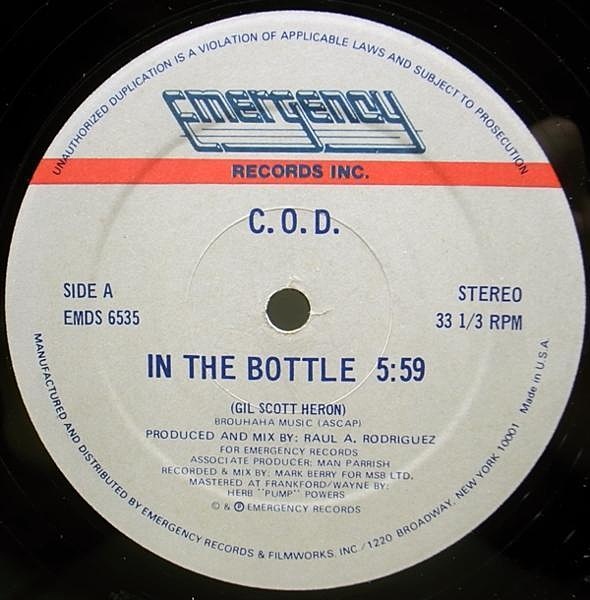 UNAUTHORIZED DUPLICATION IS A VIOLATION OF APPLICABLE LAWS AND SUBJECT TO PROSECUTION
Emergency
RECORDS INC.
C.O.D.
SIDE A
EMDS 6535
STEREO
33 1/3 RPM
IN THE BOTTLE 5:59
(GIL SCOTT HERON)
BROUHAHA MUSIC (ASCAP)
PRODUCED AND MIX BY: RAUL A. RODRIGUEZ
FOR EMERGENCY RECORDS
ASSOCIATE PRODUCER: MAN PARRISH
RECORDED & MIX BY: MARK BERRY FOR MSB LTD.
MASTERED AT FRANKFORD/WAYNE BY:
HERB "PUMP" POWERS
© & ℗ EMERGENCY RECORDS
MANUFACTURED AND DISTRIBUTED BY EMERGENCY RECORDS & FILMWORKS, INC / 1220 BROADWAY, NEW YORK 10001 Made in U.S.A.